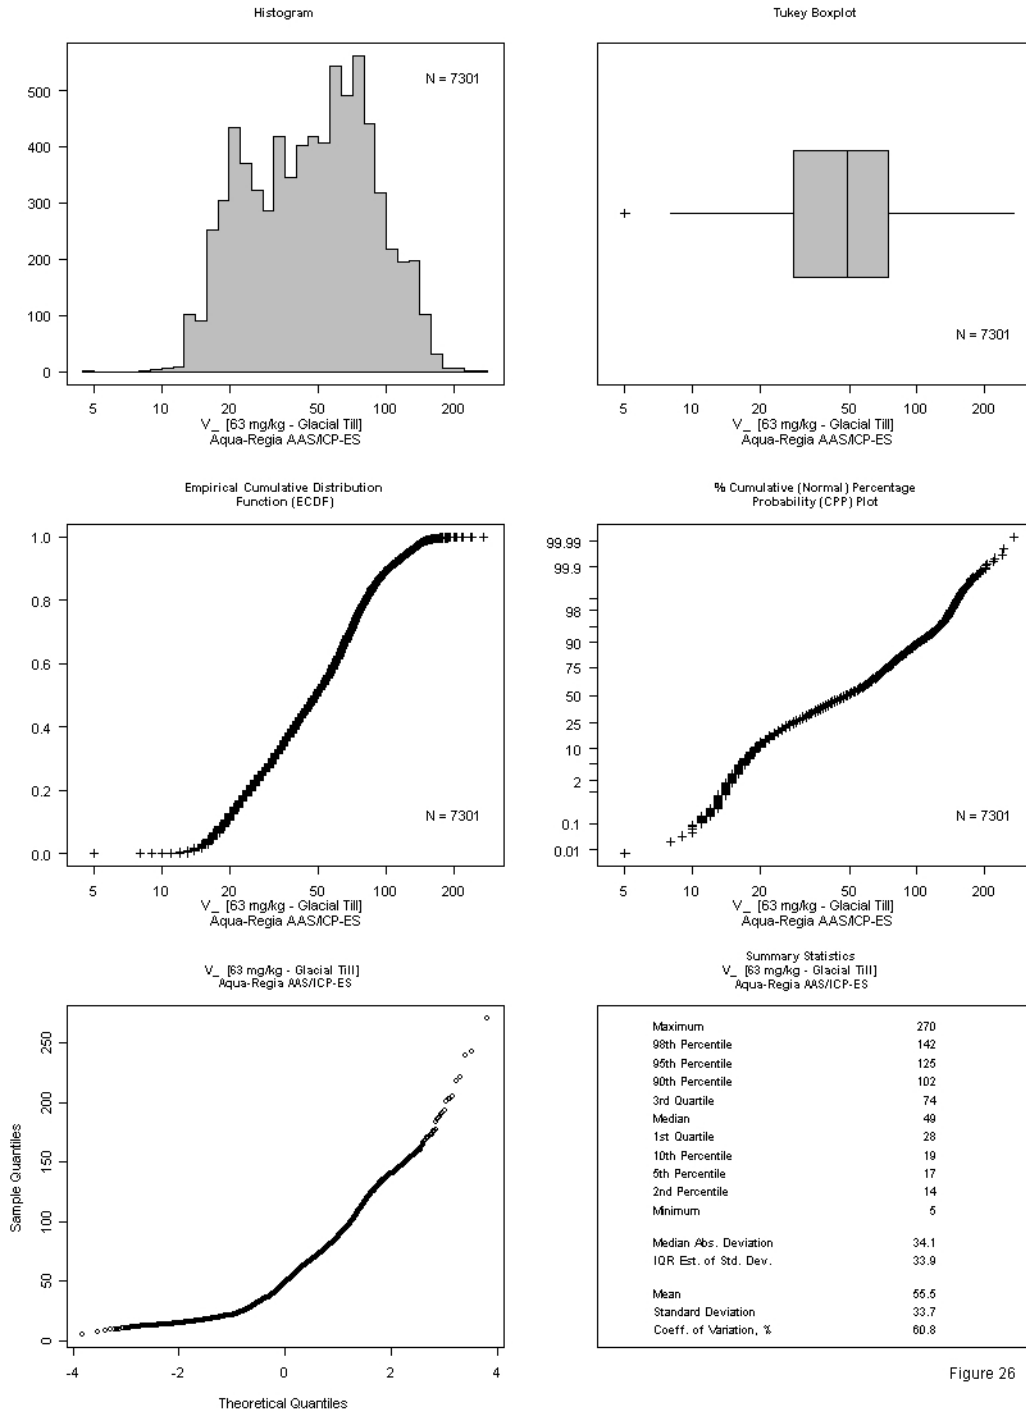 Histogram
N = 7301
500
400
300
200
100
0
5 10 20 50 100 200
V_ [63 mg/kg - Glacial Till]
Aqua-Regia AAS/ICP-ES
Tukey Boxplot
N = 7301
5 10 20 50 100 200
V_ [63 mg/kg - Glacial Till]
Aqua-Regia AAS/ICP-ES
Empirical Cumulative Distribution
Function (ECDF)
1.0
0.8
0.6
0.4
0.2
0.0
N = 7301
5 10 20 50 100 200
V_ [63 mg/kg - Glacial Till]
Aqua-Regia AAS/ICP-ES
% Cumulative (Normal) Percentage
Probability (CPP) Plot
99.99
99.9
98
90
75
50
25
10
2
0.1
0.01
N = 7301
5 10 20 50 100 200
V_ [63 mg/kg - Glacial Till]
Aqua-Regia AAS/ICP-ES
V_ [63 mg/kg - Glacial Till]
Aqua-Regia AAS/ICP-ES
Sample Quantiles
250
200
150
100
50
0
-4 -2 0 2 4
Theoretical Quantiles
Summary Statistics
V_ [63 mg/kg - Glacial Till]
Aqua-Regia AAS/ICP-ES
Maximum 270
98th Percentile 142
95th Percentile 125
90th Percentile 102
3rd Quartile 74
Median 49
1st Quartile 28
10th Percentile 19
5th Percentile 17
2nd Percentile 14
Minimum 5
Median Abs. Deviation 34.1
IQR Est. of Std. Dev. 33.9
Mean 55.5
Standard Deviation 33.7
Coeff. of Variation, % 60.8
Figure 26